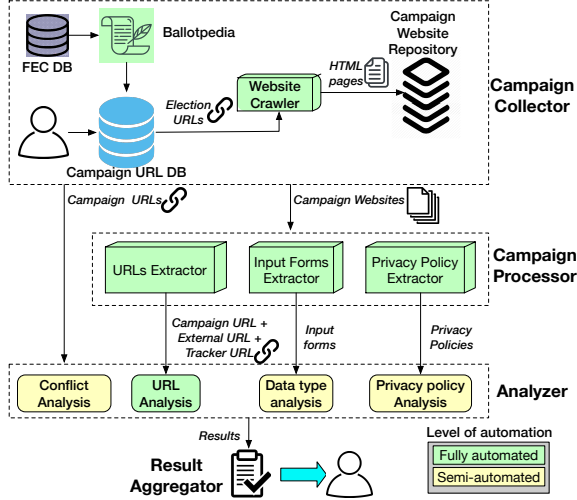 FEC DB
Ballotpedia
Campaign
Website
Repository
HTML
pages
Website
Crawler
Election
URLs
Campaign URL DB
Campaign
Collector
Campaign URLs
Campaign Websites
URLs Extractor
Input Forms
Extractor
Privacy Policy
Extractor
Campaign
Processor
Campaign URL +
External URL +
Tracker URL
Input
forms
Privacy
Policies
Conflict
Analysis
URL
Analysis
Data type
analysis
Privacy policy
Analysis
Analyzer
Results
Result
Aggregator
Level of automation
Fully automated
Semi-automated